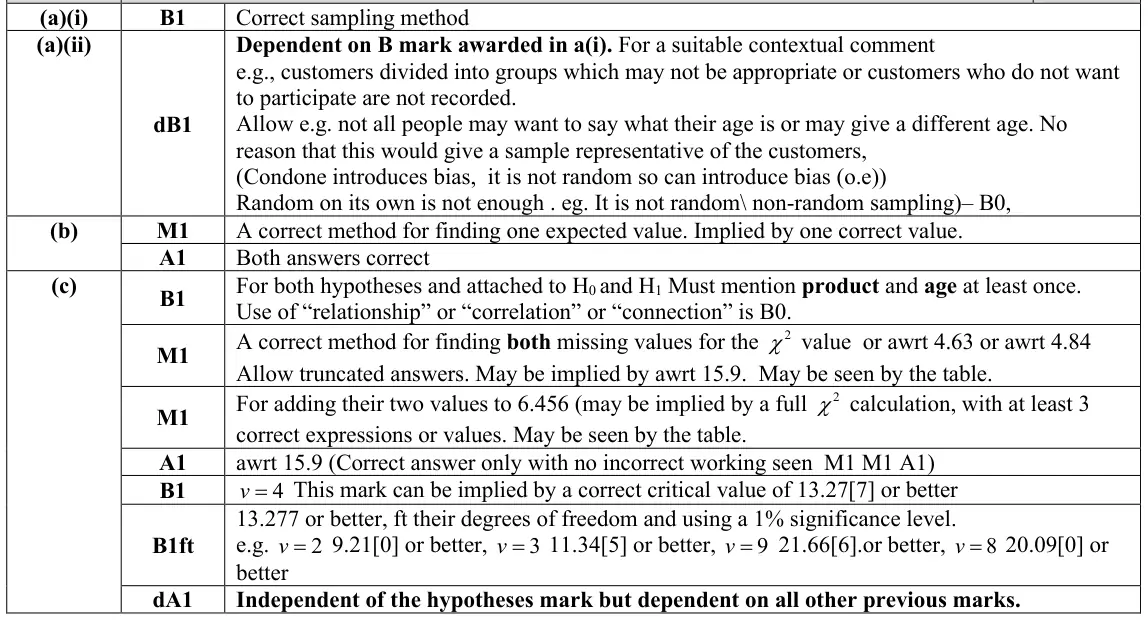 (a)(i) B1 Correct sampling method
(a)(ii) dB1 Dependent on B mark awarded in a(i). For a suitable contextual comment
e.g., customers divided into groups which may not be appropriate or customers who do not want
to participate are not recorded.
Allow e.g. not all people may want to say what their age is or may give a different age. No
reason that this would give a sample representative of the customers,
(Condone introduces bias, it is not random so can introduce bias (o.e))
Random on its own is not enough . eg. It is not random\ non-random sampling)– B0,
(b) M1 A correct method for finding one expected value. Implied by one correct value.
A1 Both answers correct
(c) B1 For both hypotheses and attached to H₀ and H₁ Must mention product and age at least once.
Use of “relationship” or “correlation” or “connection” is B0.
M1 A correct method for finding both missing values for the χ² value or awrt 4.63 or awrt 4.84
Allow truncated answers. May be implied by awrt 15.9. May be seen by the table.
M1 For adding their two values to 6.456 (may be implied by a full χ² calculation, with at least 3
correct expressions or values. May be seen by the table.
A1 awrt 15.9 (Correct answer only with no incorrect working seen M1 M1 A1)
B1 ν = 4 This mark can be implied by a correct critical value of 13.27[7] or better
B1ft 13.277 or better, ft their degrees of freedom and using a 1% significance level.
e.g. ν = 2 9.21[0] or better, ν = 3 11.34[5] or better, ν = 9 21.66[6].or better, ν = 8 20.09[0] or
better
dA1 Independent of the hypotheses mark but dependent on all other previous marks.